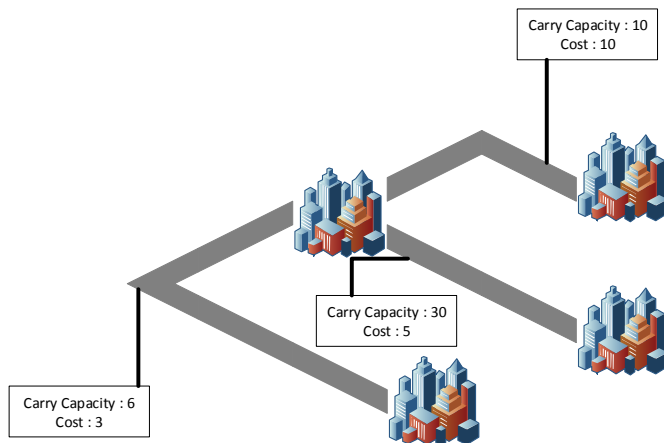 Carry Capacity : 10
Cost : 10
Carry Capacity : 30
Cost : 5
Carry Capacity : 6
Cost : 3